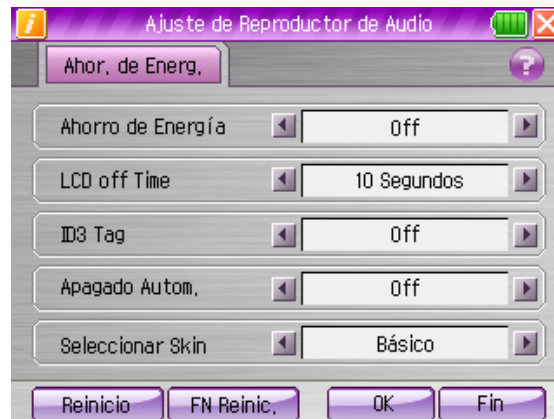 Ajuste de Reproductor de Audio
Ahor. de Energ.
?
Ahorro de Energía Off
LCD off Time 10 Segundos
ID3 Tag Off
Apagado Autom. Off
Seleccionar Skin Básico
Reinicio FN Reinic. OK Fin